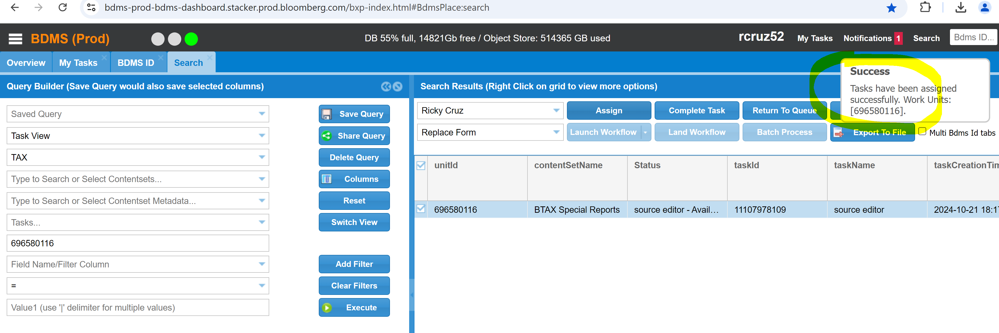 bdms-prod-bdms-dashboard.stacker.prod.bloomberg.com/bxp-index.html#BdmsPlace:search
BDMS (Prod)
DB 55% full, 14821Gb free / Object Store: 514365 GB used
rcruz52
My Tasks
Notifications 1
Search
Bdms ID...
Overview
My Tasks
BDMS ID
Search
Success
Tasks have been assigned
successfully. Work Units:
[696580116].
Query Builder (Save Query would also save selected columns)
Saved Query
Save Query
Task View
Share Query
TAX
Delete Query
Type to Search or Select Contentsets...
Columns
Type to Search or Select Contentset Metadata...
Reset
Tasks...
Switch View
696580116
Field Name/Filter Column
Add Filter
=
Clear Filters
Value1 (use '|' delimiter for multiple values)
Execute
Search Results (Right Click on grid to view more options)
Ricky Cruz
Assign
Complete Task
Return To Queue
Replace Form
Launch Workflow
Land Workflow
Batch Process
Export To File
Multi Bdms Id tabs
unitId contentSetName Status taskId taskName taskCreationTim
696580116 BTAX Special Reports source editor - Avail... 11107978109 source editor 2024-10-21 18:17